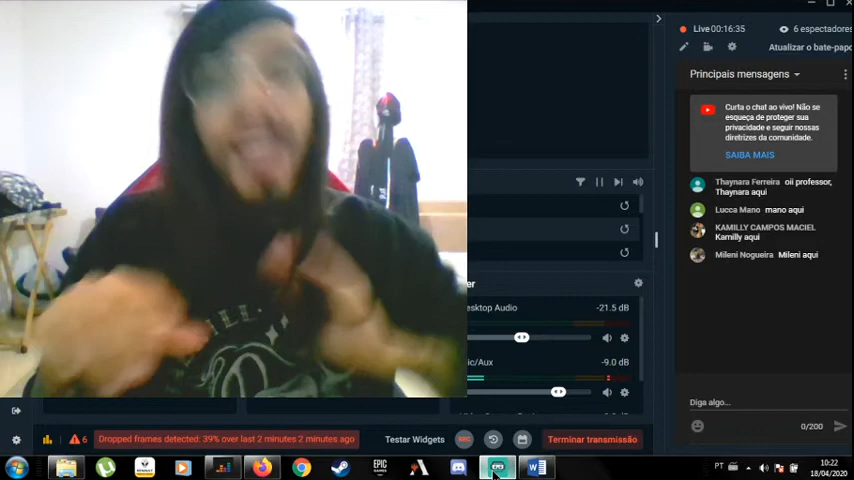 Live 00:16:35
6 espectadores
Atualizar o bate-papo
Principais mensagens
Curta o chat ao vivo! Não se
esqueça de proteger sua
privacidade e seguir nossas
diretrizes da comunidade.
SAIBA MAIS
Thaynara Ferreira oii professor,
Thaynara aqui
Lucca Mano mano aqui
KAMILLY CAMPOS MACIEL
Kamilly aqui
Mileni Nogueira Mileni aqui
Desktop Audio -21.5 dB
-9.0 dB
Diga algo...
0/200
6
Dropped frames detected: 39% over last 2 minutes 2 minutes ago
Testar Widgets
REC
Terminar transmissão
EPIC
GAMES
PT
10:22
18/04/2020